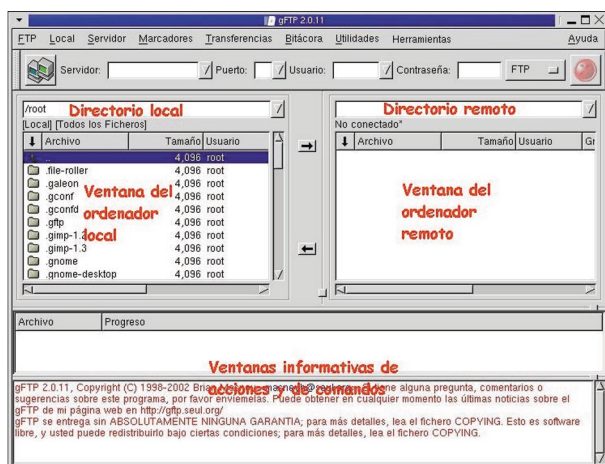 gFTP 2.0.11
FTP Local Servidor Marcadores Transferencias Bitácora Utilidades Herramientas Ayuda
Servidor: Puerto: Usuario: Contraseña: FTP
/root Directorio local
Directorio remoto
[Local] [Todos los Ficheros]
No conectado"
Archivo Tamaño Usuario
Archivo Tamaño Usuario Gr
.. 4,096 root
.file-roller 4,096 root
.galeon 4,096 root
.gconf 4,096 root
.gconfd 4,096 root
.gftp 4,096 root
.gimp-1.2 4,096 root
.gimp-1.3 4,096 root
.gnome 4,096 root
.gnome-desktop 4,096 root
Ventana del
ordenador
local
Ventana del
ordenador
remoto
Archivo Progreso
Ventanas informativas de
acciones y de comandos
gFTP 2.0.11, Copyright (C) 1998-2002 Brian tiene alguna pregunta, comentarios o
sugerencias sobre este programa, por favor envíemelas. Puede obtener en cualquier momento las últimas noticias sobre el
gFTP de mi página web en http://gftp.seul.org/
gFTP se entrega sin ABSOLUTAMENTE NINGUNA GARANTIA; para más detalles, lea el fichero COPYING. Esto es software
libre, y usted puede redistribuirlo bajo ciertas condiciones; para más detalles, lea el fichero COPYING.